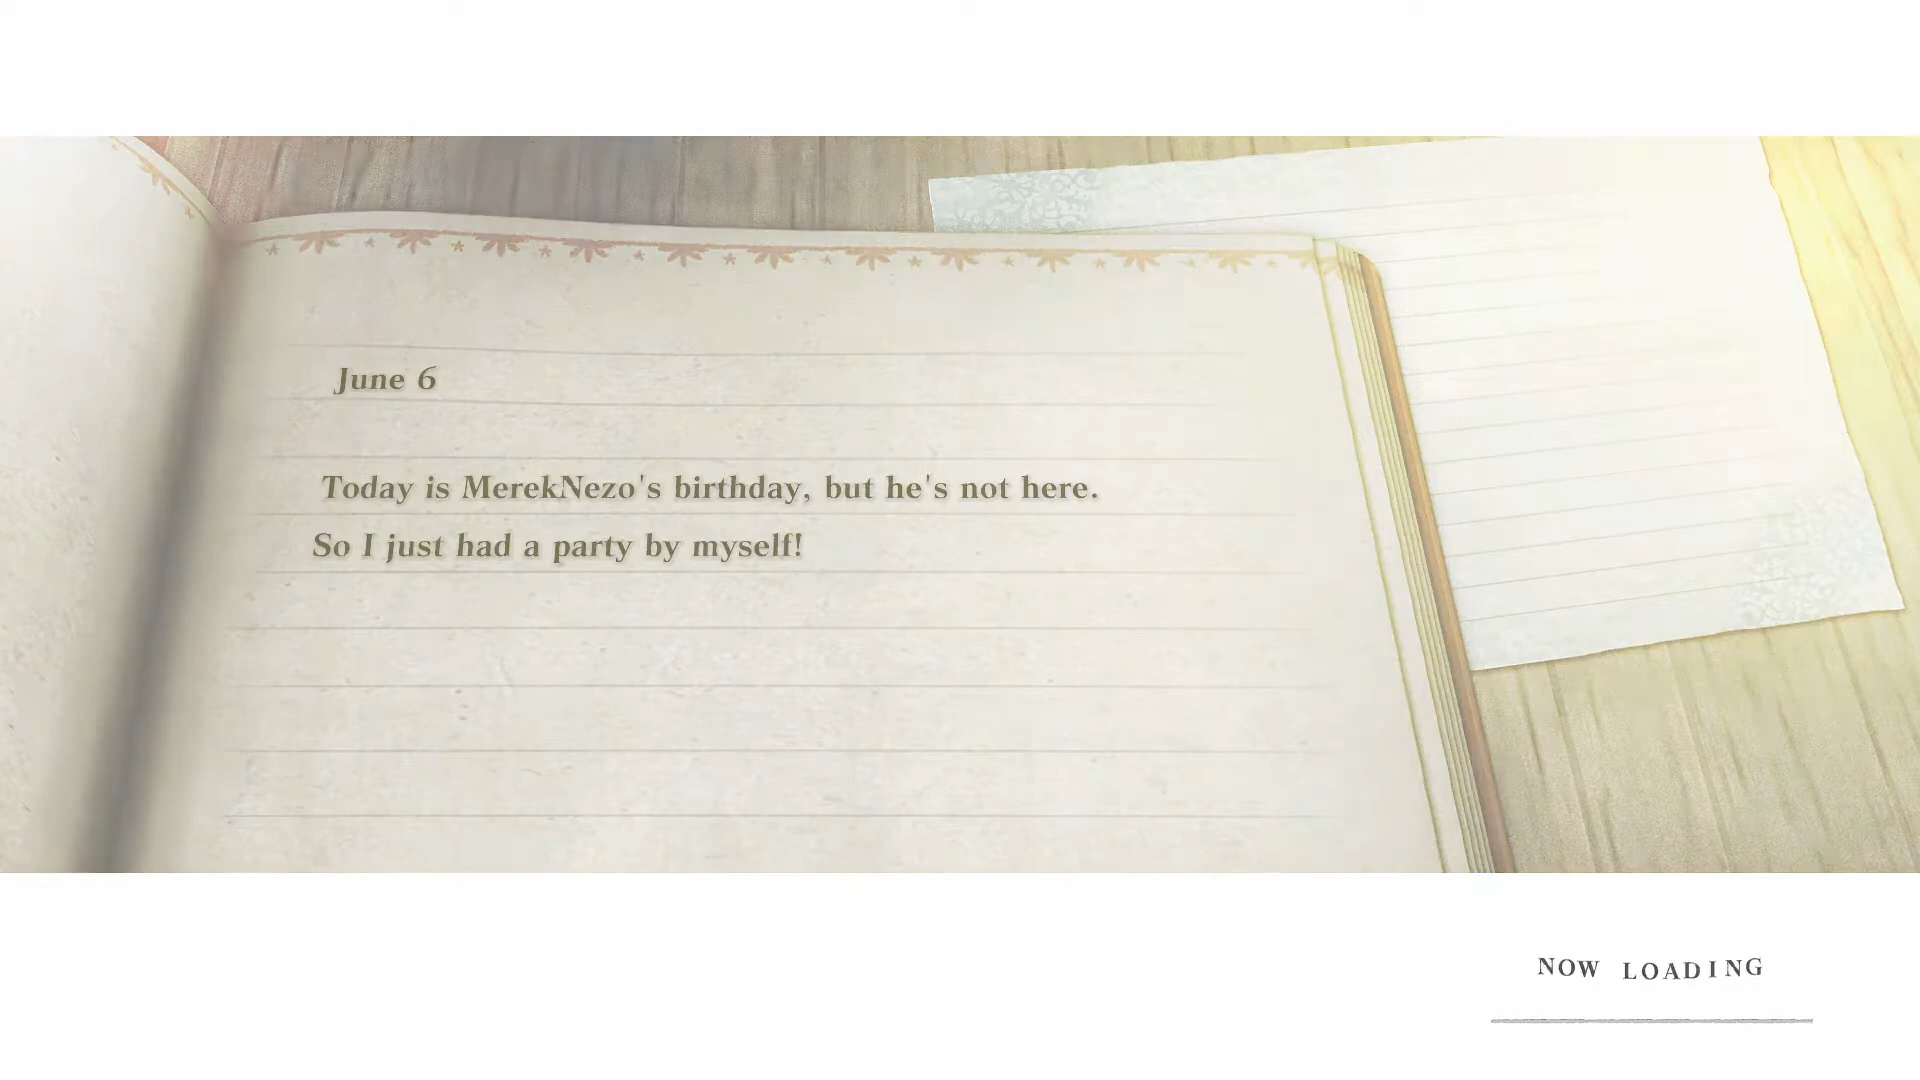 June 6
Today is MerekNezo's birthday, but he's not here.
So I just had a party by myself!
NOW LOADING